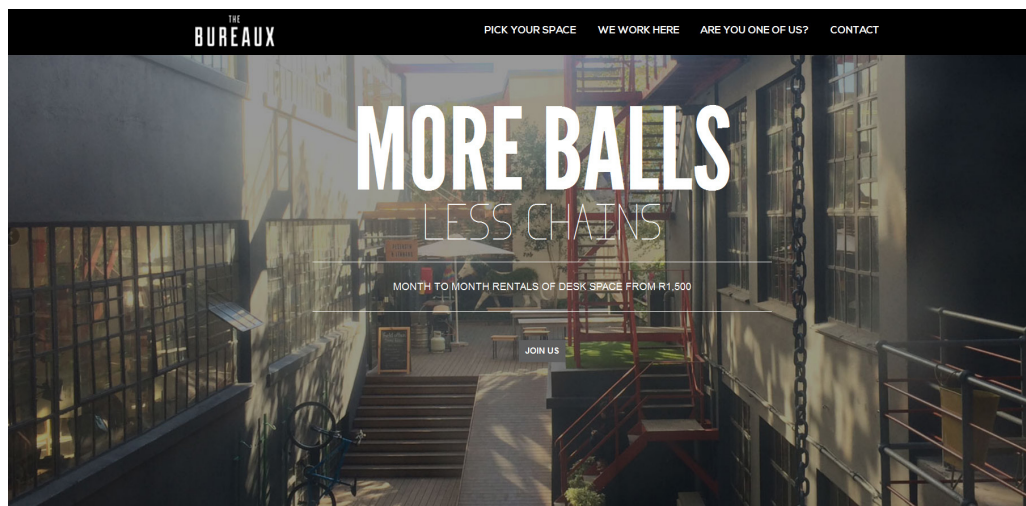 THE
BUREAUX
PICK YOUR SPACE
WE WORK HERE
ARE YOU ONE OF US?
CONTACT
MORE BALLS
LESS CHAINS
MONTH TO MONTH RENTALS OF DESK SPACE FROM R1,500
JOIN US